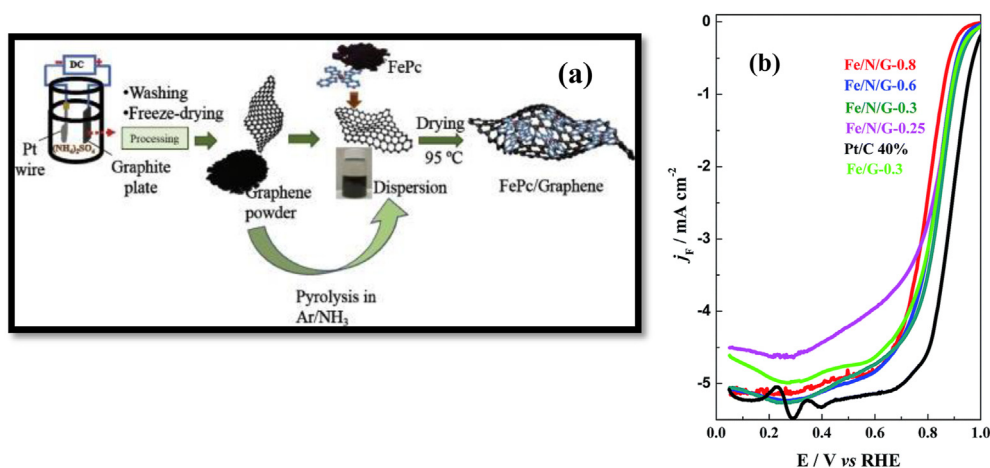 (a)
DC
Pt
wire
(NH₄)₂SO₄
Graphite
plate
•Washing
•Freeze-drying
Processing
Graphene
powder
FePc
Dispersion
Drying
95 ºC
FePc/Graphene
Pyrolysis in
Ar/NH₃
(b)
Fe/N/G-0.8
Fe/N/G-0.6
Fe/N/G-0.3
Fe/N/G-0.25
Pt/C 40%
Fe/G-0.3
0
-1
-2
-3
-4
-5
j_F / mA cm⁻²
0.0 0.2 0.4 0.6 0.8 1.0
E / V vs RHE